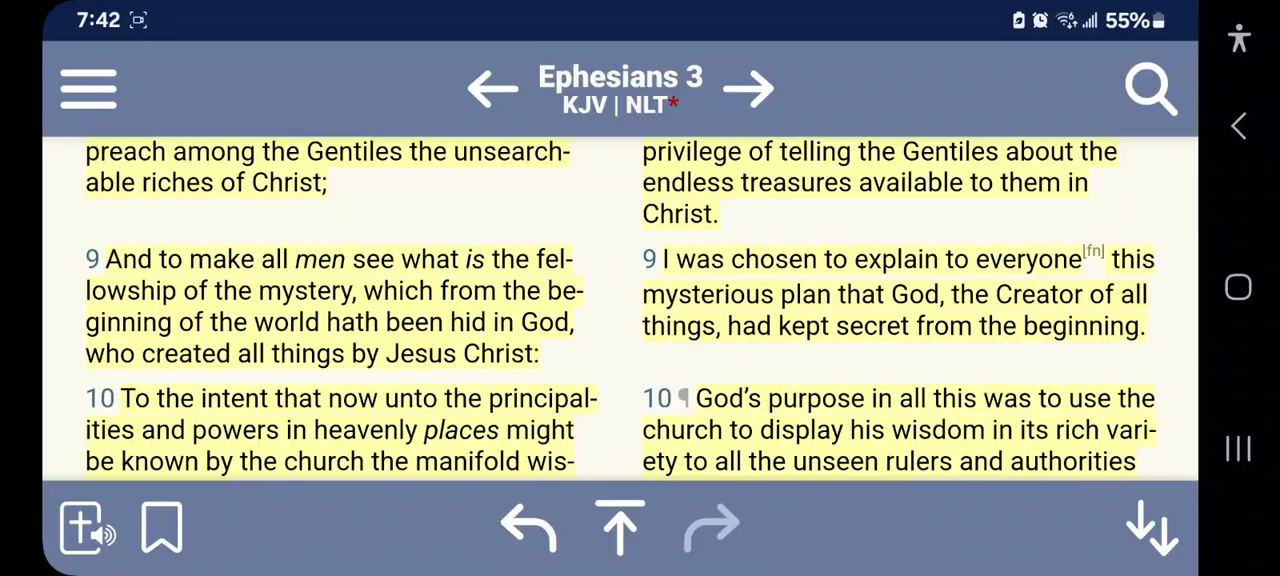 7:42
55%
Ephesians 3
KJV | NLT*
preach among the Gentiles the unsearch-
able riches of Christ;
9 And to make all men see what is the fel-
lowship of the mystery, which from the be-
ginning of the world hath been hid in God,
who created all things by Jesus Christ:
10 To the intent that now unto the principal-
ities and powers in heavenly places might
be known by the church the manifold wis-
privilege of telling the Gentiles about the
endless treasures available to them in
Christ.
9 I was chosen to explain to everyone[fn] this
mysterious plan that God, the Creator of all
things, had kept secret from the beginning.
10 ¶ God’s purpose in all this was to use the
church to display his wisdom in its rich vari-
ety to all the unseen rulers and authorities